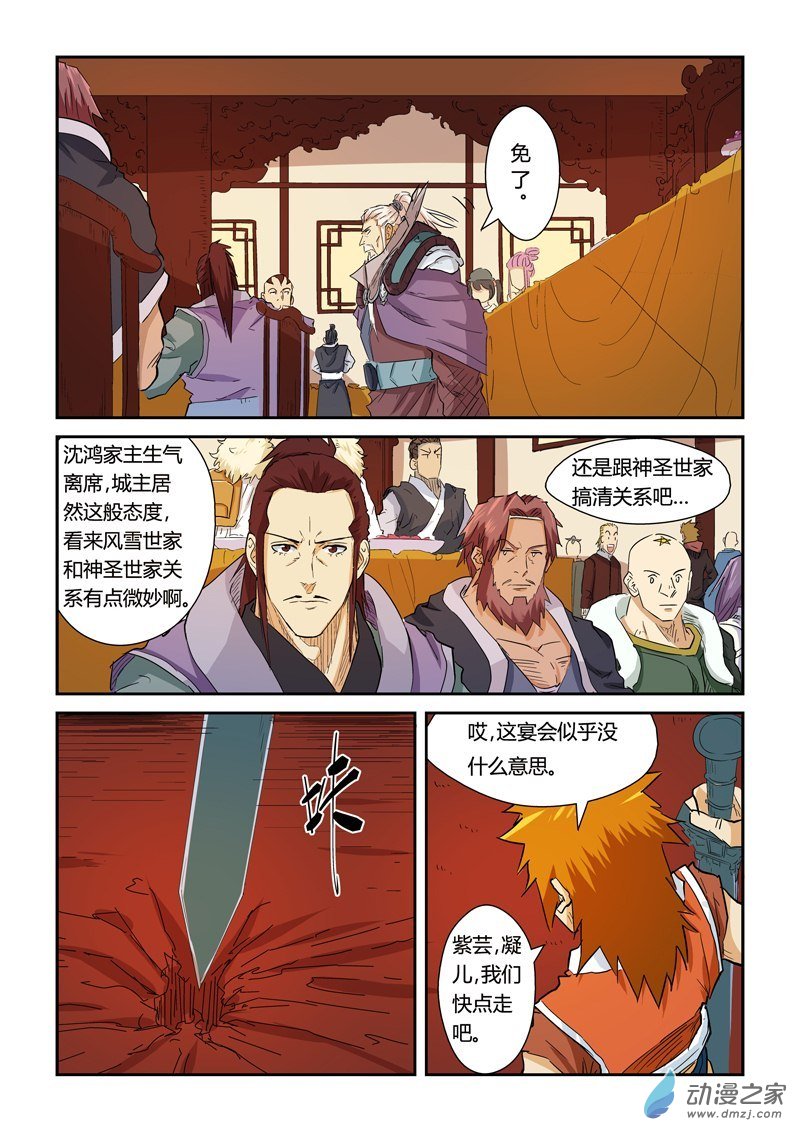 免
了。
沈鸿家主生气
离席,城主居
然这般态度,
看来风雪世家
和神圣世家关
系有点微妙啊。
还是跟神圣世家
搞清关系吧...
哎,这宴会似乎没
什么意思。
紫芸,凝
儿,我们
快点走
吧。
动漫之家
www.dmzj.com